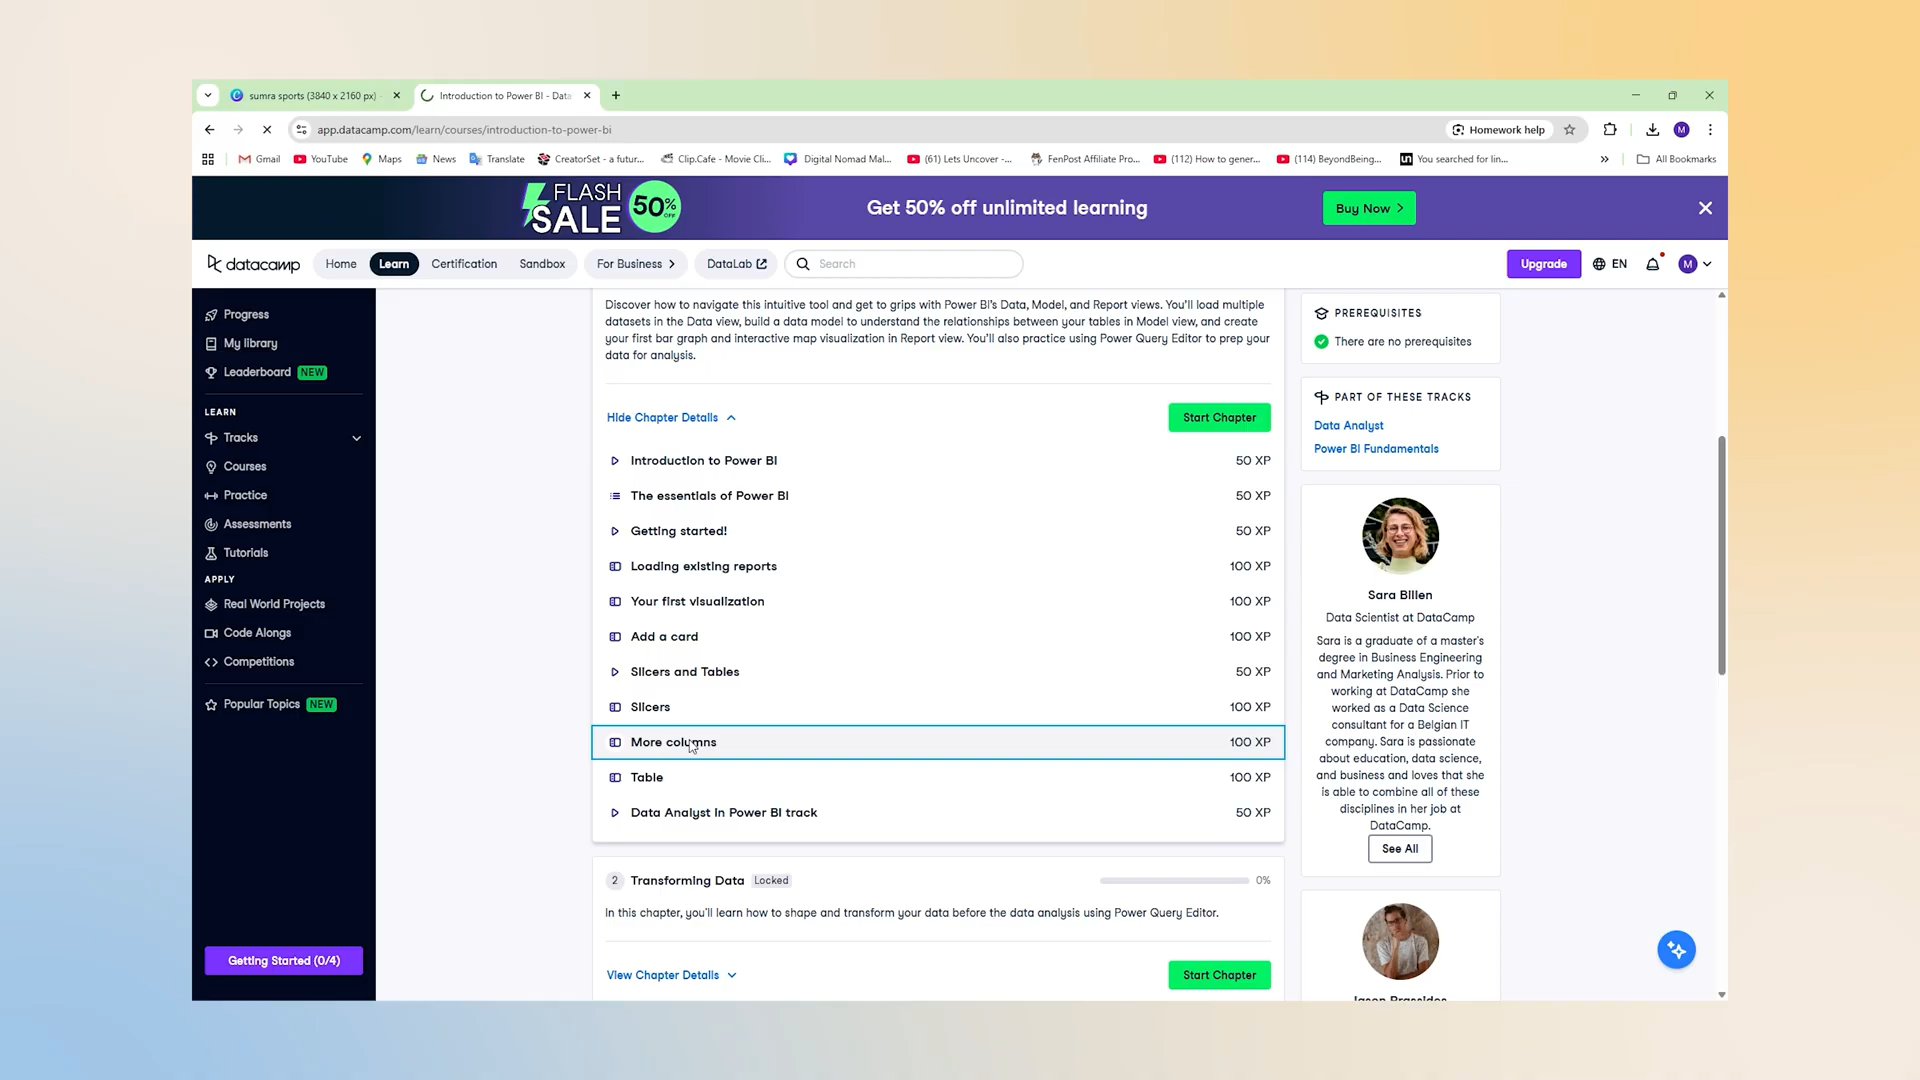 sumra sports (3840 x 2160 px)
Introduction to Power BI - Data
app.datacamp.com/learn/courses/introduction-to-power-bi
Homework help
M
Gmail
YouTube
Maps
News
Translate
CreatorSet - a futur...
Clip.Cafe - Movie Cli...
Digital Nomad Mal...
(61) Lets Uncover -...
FenPost Affiliate Pro...
(112) How to gener...
(114) BeyondBeing...
un You searched for lin...
All Bookmarks
FLASH SALE 50% OFF
Get 50% off unlimited learning
Buy Now
datacamp
Home
Learn
Certification
Sandbox
For Business
DataLab
Search
Upgrade
EN
M
Progress
My library
Leaderboard NEW
LEARN
Tracks
Courses
Practice
Assessments
Tutorials
APPLY
Real World Projects
Code Alongs
Competitions
Popular Topics NEW
Getting Started (0/4)
Discover how to navigate this intuitive tool and get to grips with Power BI's Data, Model, and Report views. You'll load multiple
datasets in the Data view, build a data model to understand the relationships between your tables in Model view, and create
your first bar graph and interactive map visualization in Report view. You'll also practice using Power Query Editor to prep your
data for analysis.
Hide Chapter Details
Start Chapter
Introduction to Power BI 50 XP
The essentials of Power BI 50 XP
Getting started! 50 XP
Loading existing reports 100 XP
Your first visualization 100 XP
Add a card 100 XP
Slicers and Tables 50 XP
Slicers 100 XP
More columns 100 XP
Table 100 XP
Data Analyst in Power BI track 50 XP
2 Transforming Data Locked 0%
In this chapter, you'll learn how to shape and transform your data before the data analysis using Power Query Editor.
View Chapter Details
Start Chapter
PREREQUISITES
There are no prerequisites
PART OF THESE TRACKS
Data Analyst
Power BI Fundamentals
Sara Billen
Data Scientist at DataCamp
Sara is a graduate of a master's
degree in Business Engineering
and Marketing Analysis. Prior to
working at DataCamp she
worked as a Data Science
consultant for a Belgian IT
company. Sara is passionate
about education, data science,
and business and loves that she
is able to combine all of these
disciplines in her job at
DataCamp.
See All